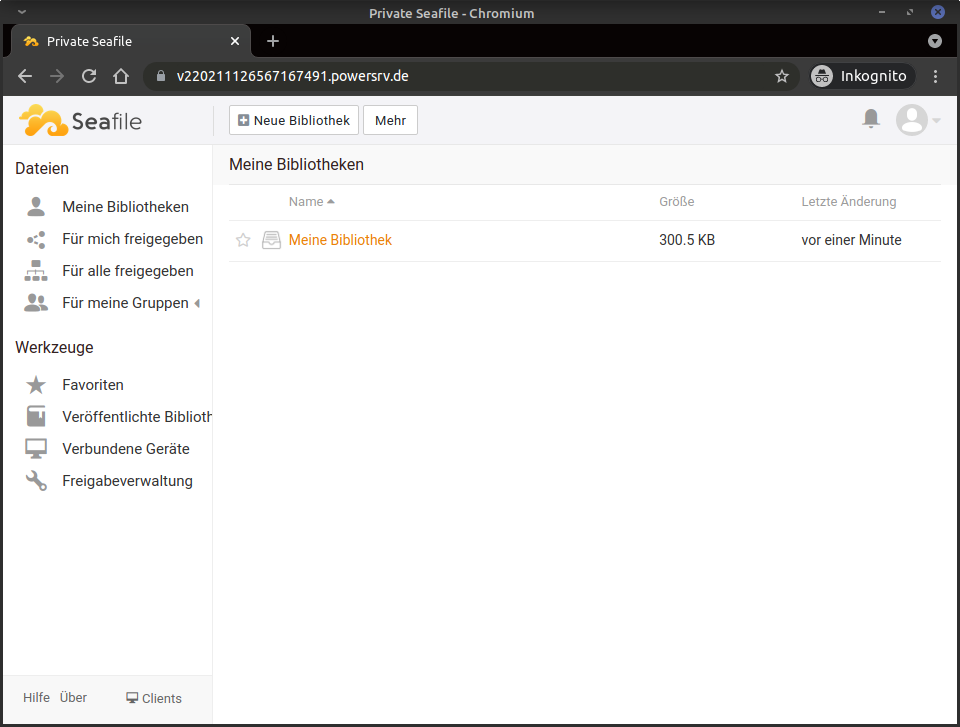 Private Seafile - Chromium
Private Seafile
v220211126567167491.powersrv.de
Inkognito
Seafile
Neue Bibliothek
Mehr
Dateien
Meine Bibliotheken
Für mich freigegeben
Für alle freigegeben
Für meine Gruppen
Werkzeuge
Favoriten
Veröffentlichte Biblioth
Verbundene Geräte
Freigabeverwaltung
Hilfe Über Clients
Meine Bibliotheken
Name Größe Letzte Änderung
Meine Bibliothek 300.5 KB vor einer Minute